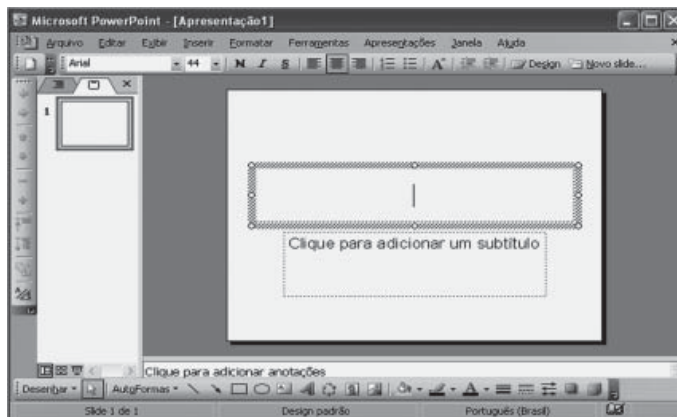 Microsoft PowerPoint - [Apresentação1]
Arquivo Editar Exibir Inserir Formatar Ferramentas Apresentações Janela Ajuda
Arial 44 N I S A Design Novo slide...
1
Clique para adicionar um subtítulo
Clique para adicionar anotações
Desenhar AutoFormas A
Slide 1 de 1 Design padrão Português (Brasil)